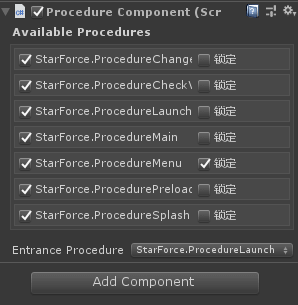 Procedure Component (Scr
Available Procedures
StarForce.ProcedureChange 锁定
StarForce.ProcedureCheckV 锁定
StarForce.ProcedureLaunch 锁定
StarForce.ProcedureMain 锁定
StarForce.ProcedureMenu 锁定
StarForce.ProcedurePreload 锁定
StarForce.ProcedureSplash 锁定
Entrance Procedure StarForce.ProcedureLaunch
Add Component